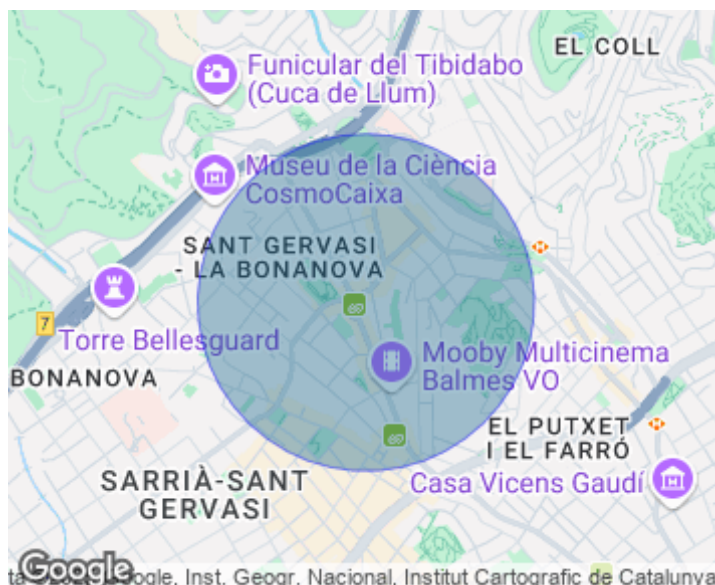 EL COLL
Funicular del Tibidabo
(Cuca de Llum)
Museu de la Ciència
CosmoCaixa
SANT GERVASI
- LA BONANOVA
7
Torre Bellesguard
Mooby Multicinema
Balmes VO
BONANOVA
EL PUTXET
I EL FARRÓ
SARRIÀ-SANT
GERVASI
Casa Vicens Gaudí
Google
Google, Inst. Geogr. Nacional, Institut Cartografic de Catalunya